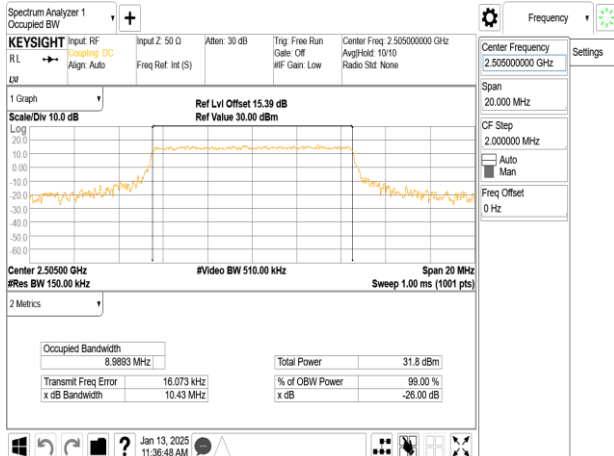 Spectrum Analyzer 1
Occupied BW
Frequency
KEYSIGHT
RL
LXI
Input: RF
Coupling: DC
Align: Auto
Input Z: 50 Ω
Freq Ref: Int (S)
Atten: 30 dB
Trig: Free Run
Gate: Off
#IF Gain: Low
Center Freq: 2.505000000 GHz
Avg|Hold: 10/10
Radio Std: None
Center Frequency
2.505000000 GHz
Settings
Span
20.000 MHz
CF Step
2.000000 MHz
Auto
Man
Freq Offset
0 Hz
1 Graph
Scale/Div 10.0 dB
Ref Lvl Offset 15.39 dB
Ref Value 30.00 dBm
Log
20.0
10.0
0.00
-10.0
-20.0
-30.0
-40.0
-50.0
-60.0
Center 2.50500 GHz
#Res BW 150.00 kHz
#Video BW 510.00 kHz
Span 20 MHz
Sweep 1.00 ms (1001 pts)
2 Metrics
Occupied Bandwidth
8.9893 MHz
Transmit Freq Error 16.073 kHz
x dB Bandwidth 10.43 MHz
Total Power 31.8 dBm
% of OBW Power 99.00 %
x dB -26.00 dB
?
Jan 13, 2025
11:36:48 AM